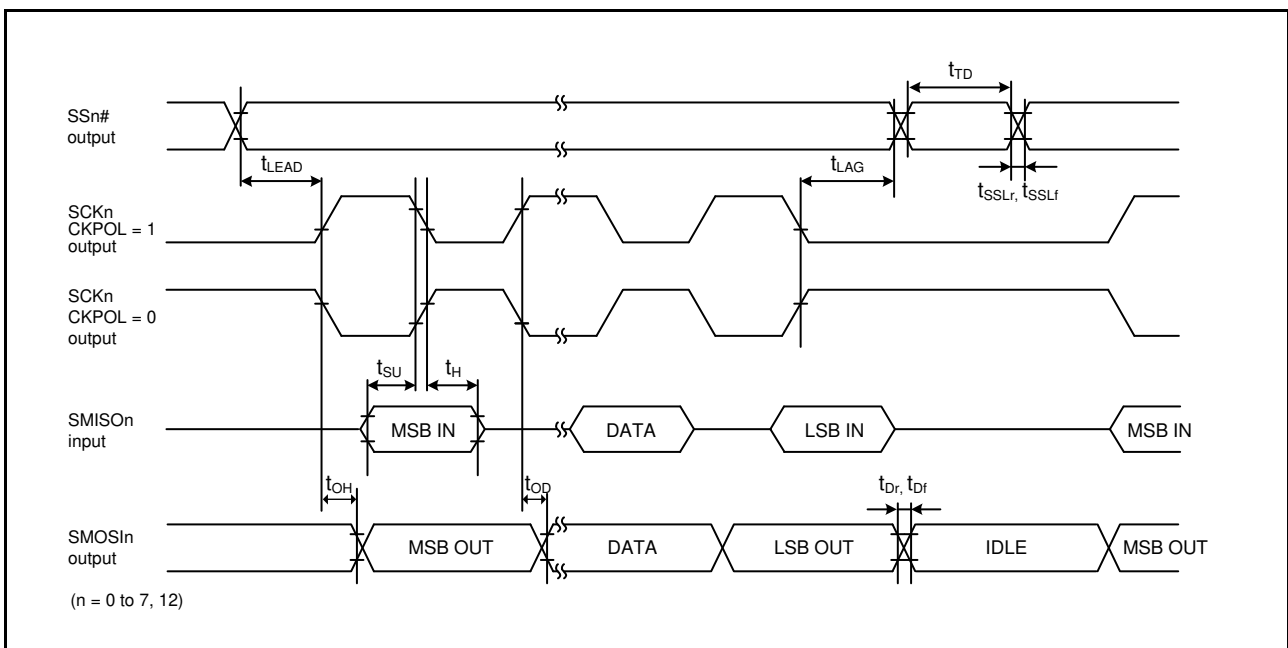 tTD
SSn#
output
tLEAD
tLAG
tSSLr, tSSLf
SCKn
CKPOL = 1
output
SCKn
CKPOL = 0
output
tSU
tH
SMISOn
input
MSB IN
DATA
LSB IN
MSB IN
tOH
tOD
tDr, tDf
SMOSIn
output
MSB OUT
DATA
LSB OUT
IDLE
MSB OUT
(n = 0 to 7, 12)